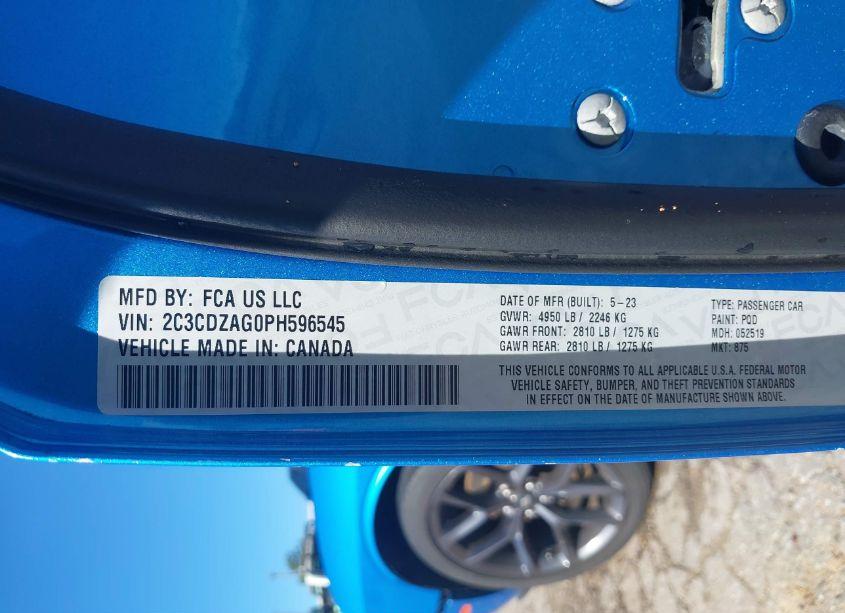 MFD BY: FCA US LLC
VIN: 2C3CDZAG0PH596545
VEHICLE MADE IN: CANADA
DATE OF MFR (BUILT): 5-23
GVWR: 4950 LB / 2246 KG
GAWR FRONT: 2810 LB / 1275 KG
GAWR REAR: 2810 LB / 1275 KG
TYPE: PASSENGER CAR
PAINT: PQD
MDH: 052519
MKT: 875
THIS VEHICLE CONFORMS TO ALL APPLICABLE U.S.A. FEDERAL MOTOR
VEHICLE SAFETY, BUMPER, AND THEFT PREVENTION STANDARDS
IN EFFECT ON THE DATE OF MANUFACTURE SHOWN ABOVE.